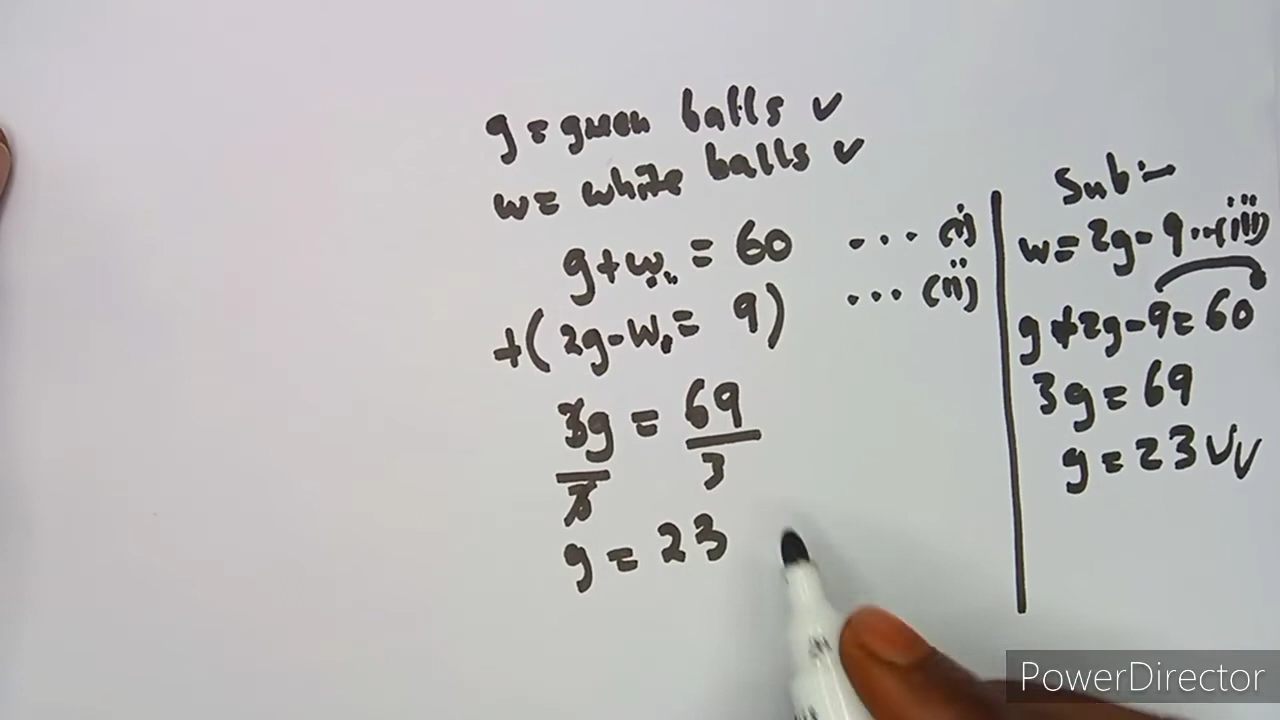 g = green balls ✓
w = white balls ✓
g + w = 60 ... (i)
+(2g - w = 9) ... (ii)
3g = 69
3 3
g = 23
Sub:-
w = 2g - 9 ...(iii)
g + 2g - 9 = 60
3g = 69
g = 23 ✓✓
PowerDirector